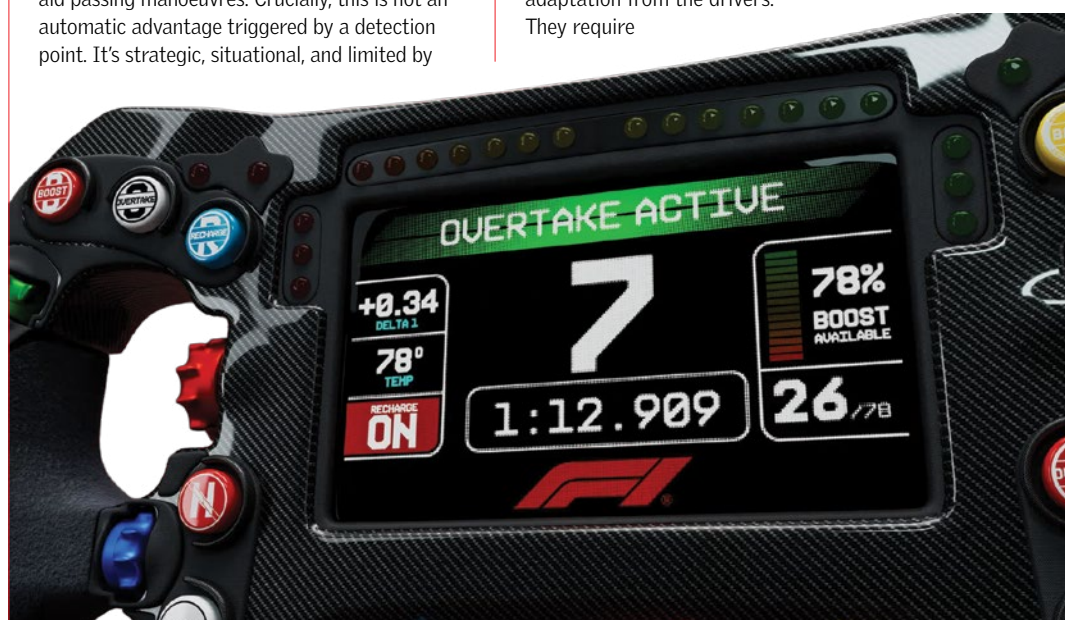 aid passing manoeuvres. Crucially, this is not an
automatic advantage triggered by a detection
point. It's strategic, situational, and limited by
adaptation from the drivers.
They require
BOOST
OVERTAKE
RECHARGE
OVERTAKE ACTIVE
+0.34
DELTA 1
78°
TEMP
RECHARGE
ON
7
1:12.909
78%
BOOST
AVAILABLE
26/78
F1
N